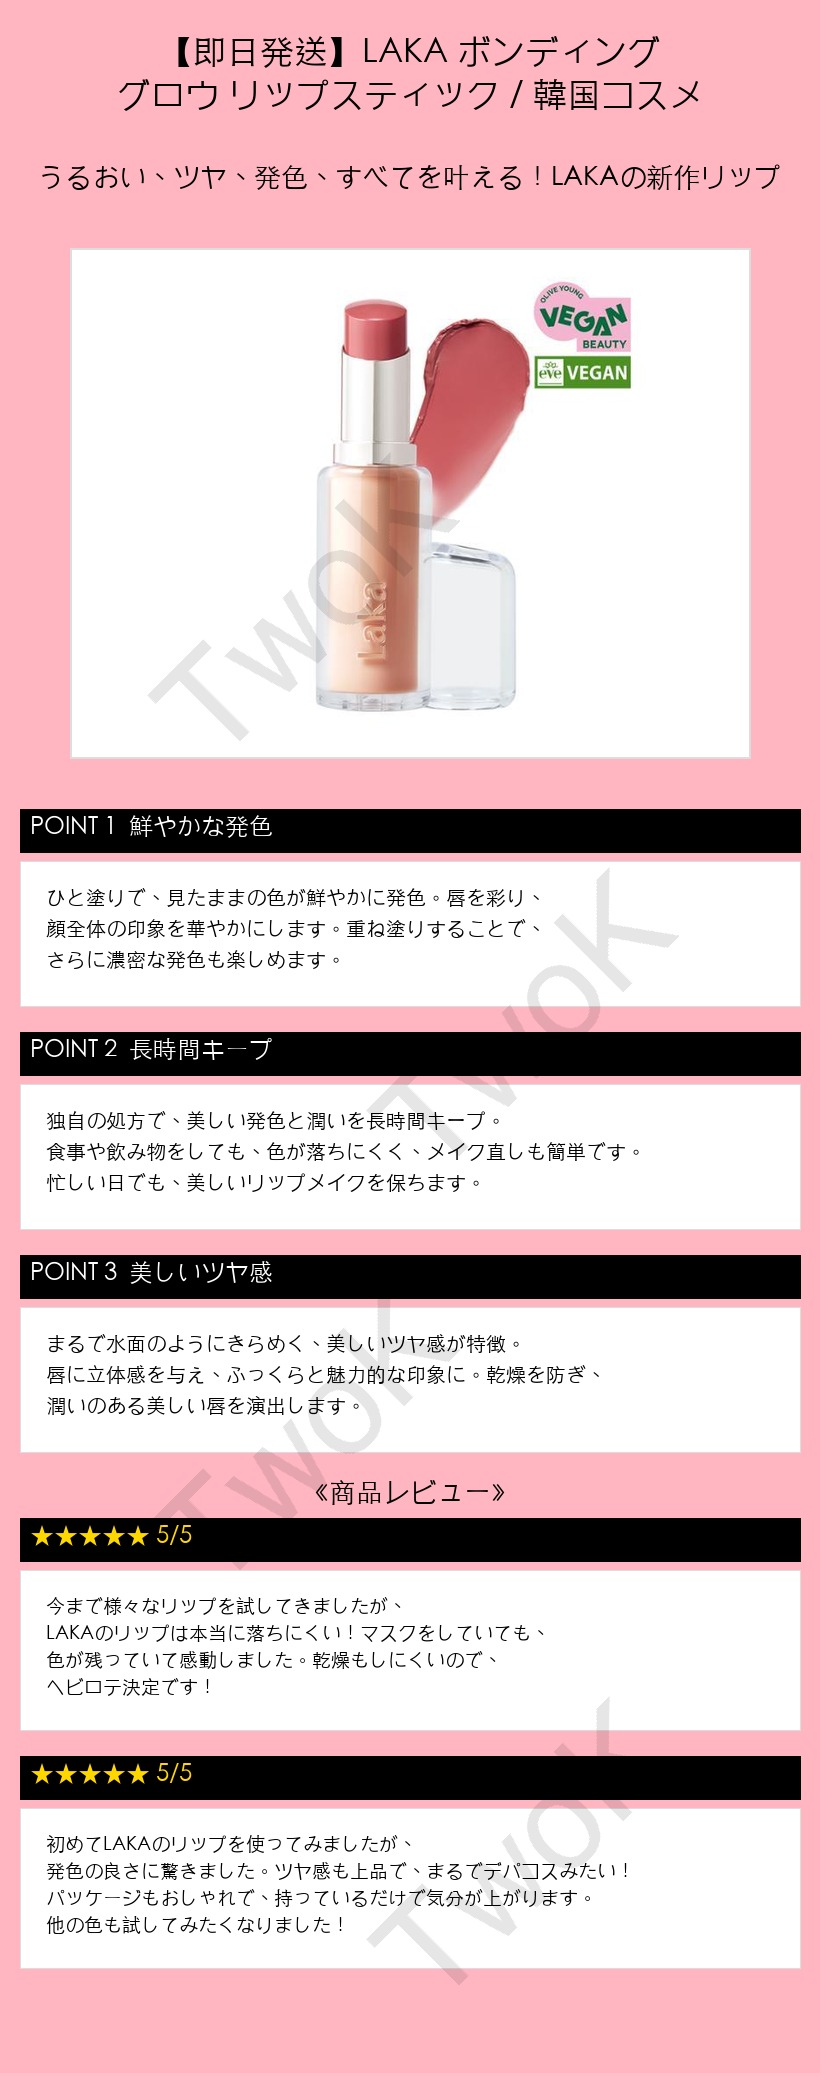 【即日発送】LAKA ボンディング
グロウ リップスティック / 韓国コスメ
うるおい、ツヤ、発色、すべてを叶える！LAKAの新作リップ
OLIVE YOUNG
VEGAN
BEAUTY
eve VEGAN
Laka
TwoK
POINT 1 鮮やかな発色
ひと塗りで、見たままの色が鮮やかに発色。唇を彩り、
顔全体の印象を華やかにします。重ね塗りすることで、
さらに濃密な発色も楽しめます。
TwoK
POINT 2 長時間キープ
独自の処方で、美しい発色と潤いを長時間キープ。
食事や飲み物をしても、色が落ちにくく、メイク直しも簡単です。
忙しい日でも、美しいリップメイクを保ちます。
POINT 3 美しいツヤ感
まるで水面のようにきらめく、美しいツヤ感が特徴。
唇に立体感を与え、ふっくらと魅力的な印象に。乾燥を防ぎ、
潤いのある美しい唇を演出します。
TwoK
《商品レビュー》
★★★★★ 5/5
今まで様々なリップを試してきましたが、
LAKAのリップは本当に落ちにくい！マスクをしていても、
色が残っていて感動しました。乾燥もしにくいので、
ヘビロテ決定です！
★★★★★ 5/5
初めてLAKAのリップを使ってみましたが、
発色の良さに驚きました。ツヤ感も上品で、まるでデパコスみたい！
パッケージもおしゃれで、持っているだけで気分が上がります。
他の色も試してみたくなりました！
TwoK